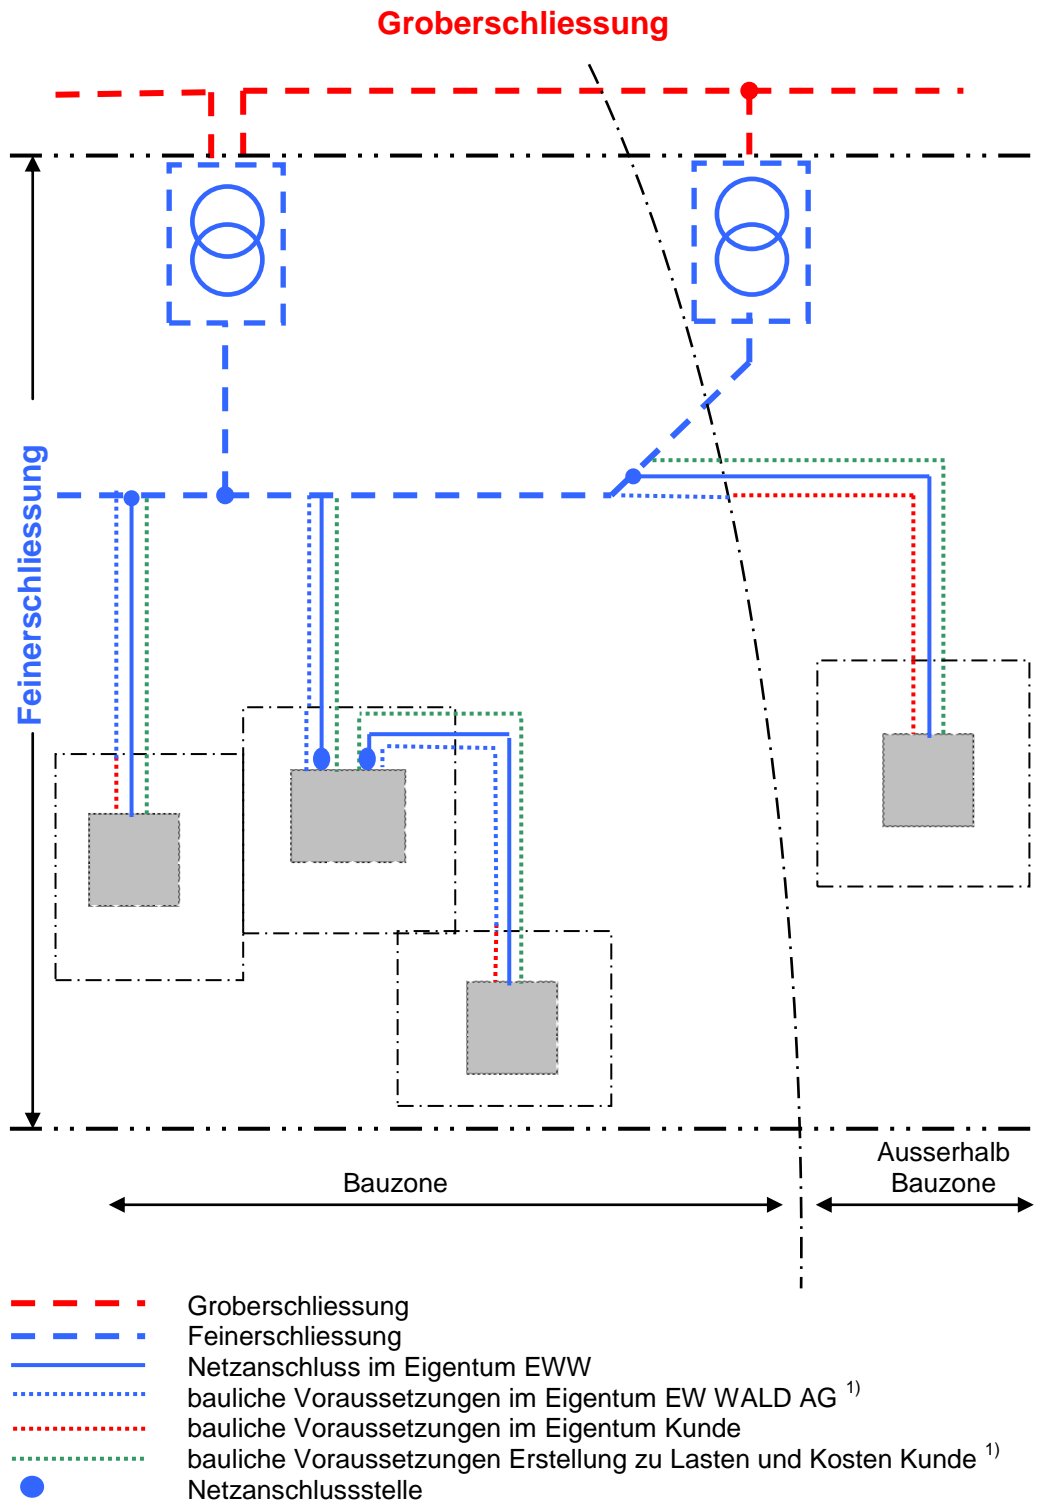 Groberschliessung
Feinerschliessung
Ausserhalb
Bauzone
Bauzone
Groberschliessung
Feinerschliessung
Netzanschluss im Eigentum EWW
bauliche Voraussetzungen im Eigentum EW WALD AG 1)
bauliche Voraussetzungen im Eigentum Kunde
bauliche Voraussetzungen Erstellung zu Lasten und Kosten Kunde 1)
Netzanschlussstelle